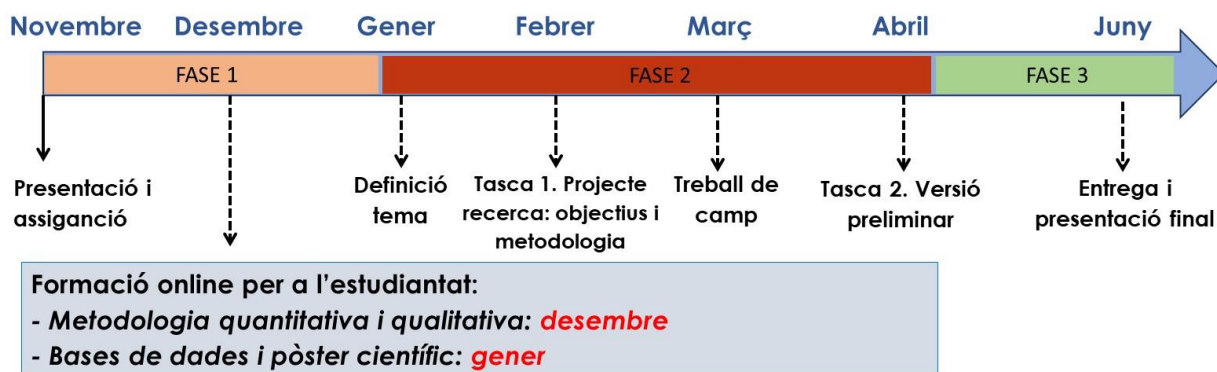 Novembre Desembre Gener Febrer Març Abril Juny
FASE 1 FASE 2 FASE 3
Presentació i
assiganció
Definició
tema
Tasca 1. Projecte
recerca: objectius i
metodologia
Treball de
camp
Tasca 2. Versió
preliminar
Entrega i
presentació final
Formació online per a l'estudiantat:
- Metodologia quantitativa i qualitativa: desembre
- Bases de dades i pòster científic: gener